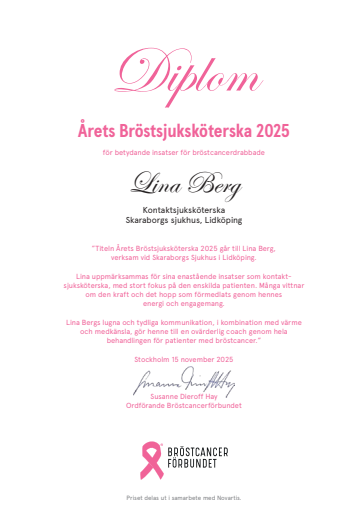 Diplom
Årets Bröstsjuksköterska 2025
för betydande insatser för bröstcancerdrabbade
Lina Berg
Kontaktsjuksköterska
Skaraborgs sjukhus, Lidköping
"Titeln Årets Bröstsjuksköterska 2025 går till Lina Berg,
verksam vid Skaraborgs Sjukhus i Lidköping.
Lina uppmärksammas för sina enastående insatser som kontakt-
sjuksköterska, med stort fokus på den enskilda patienten. Många vittnar
om den kraft och det hopp som förmedlats genom hennes
energi och engagemang.
Lina Bergs lugna och tydliga kommunikation, i kombination med värme
och medkänsla, gör henne till en ovärderlig coach genom hela
behandlingen för patienter med bröstcancer."
Stockholm 15 november 2025
Susanne Dieroff Hay
Ordförande Bröstcancerförbundet
BRÖSTCANCER
FÖRBUNDET
Priset delas ut i samarbete med Novartis.